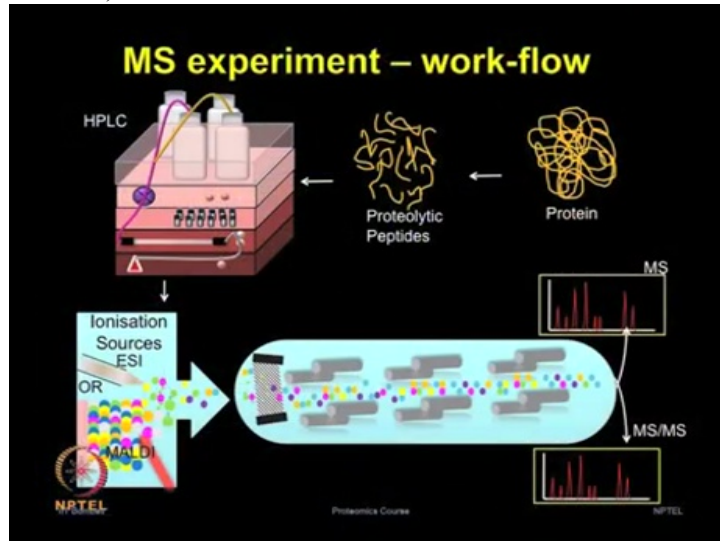 MS experiment – work-flow
HPLC
Proteolytic
Peptides
Protein
MS
Ionisation
Sources
ESI
OR
MALDI
MS/MS
NPTEL
Proteomics Course
NPTEL